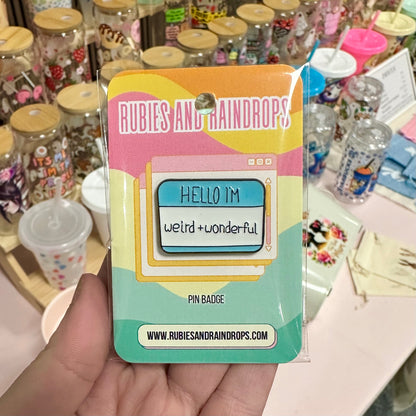 RUBIES AND RAINDROPS
HELLO I'M
weird + wonderful
PIN BADGE
WWW.RUBIESANDRAINDROPS.COM